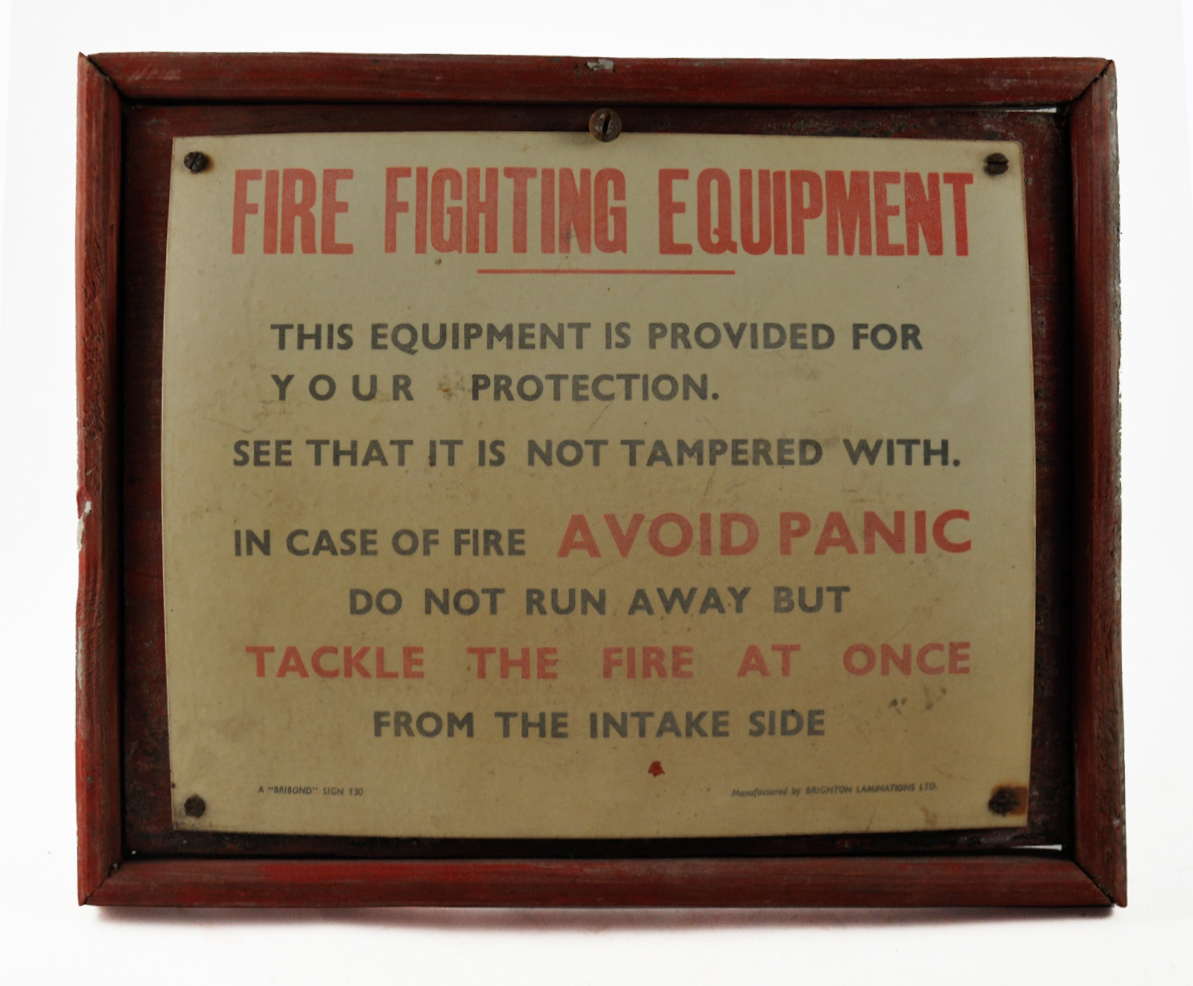 FIRE FIGHTING EQUIPMENT
THIS EQUIPMENT IS PROVIDED FOR
YOUR PROTECTION.
SEE THAT IT IS NOT TAMPERED WITH.
IN CASE OF FIRE AVOID PANIC
DO NOT RUN AWAY BUT
TACKLE THE FIRE AT ONCE
FROM THE INTAKE SIDE
A "BRIBOND" SIGN 130
Manufactured by BRIGHTON LAMINATIONS LTD.